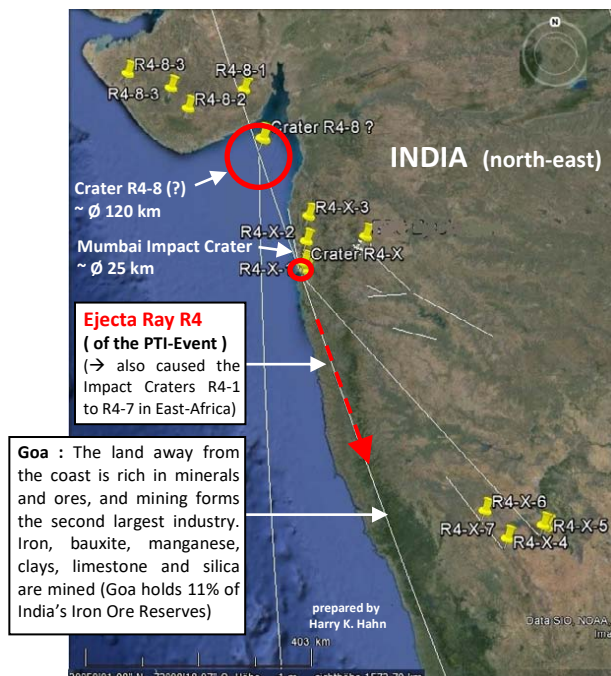 N
R4-8-3
R4-8-1
R4-8-3
R4-8-2
Crater R4-8 ?
INDIA (north-east)
Crater R4-8 (?)
~ Ø 120 km
R4-X-3
R4-X-2
Mumbai Impact Crater
~ Ø 25 km
Crater R4-X
R4-X-1
Ejecta Ray R4
( of the PTI-Event )
(→ also caused the
Impact Craters R4-1
to R4-7 in East-Africa)
Goa : The land away from
the coast is rich in minerals
and ores, and mining forms
the second largest industry.
Iron, bauxite, manganese,
clays, limestone and silica
are mined (Goa holds 11% of
India's Iron Ore Reserves)
R4-X-6
R4-X-5
R4-X-7
R4-X-4
prepared by
Harry K. Hahn
Data SIO, NOAA,
403 km